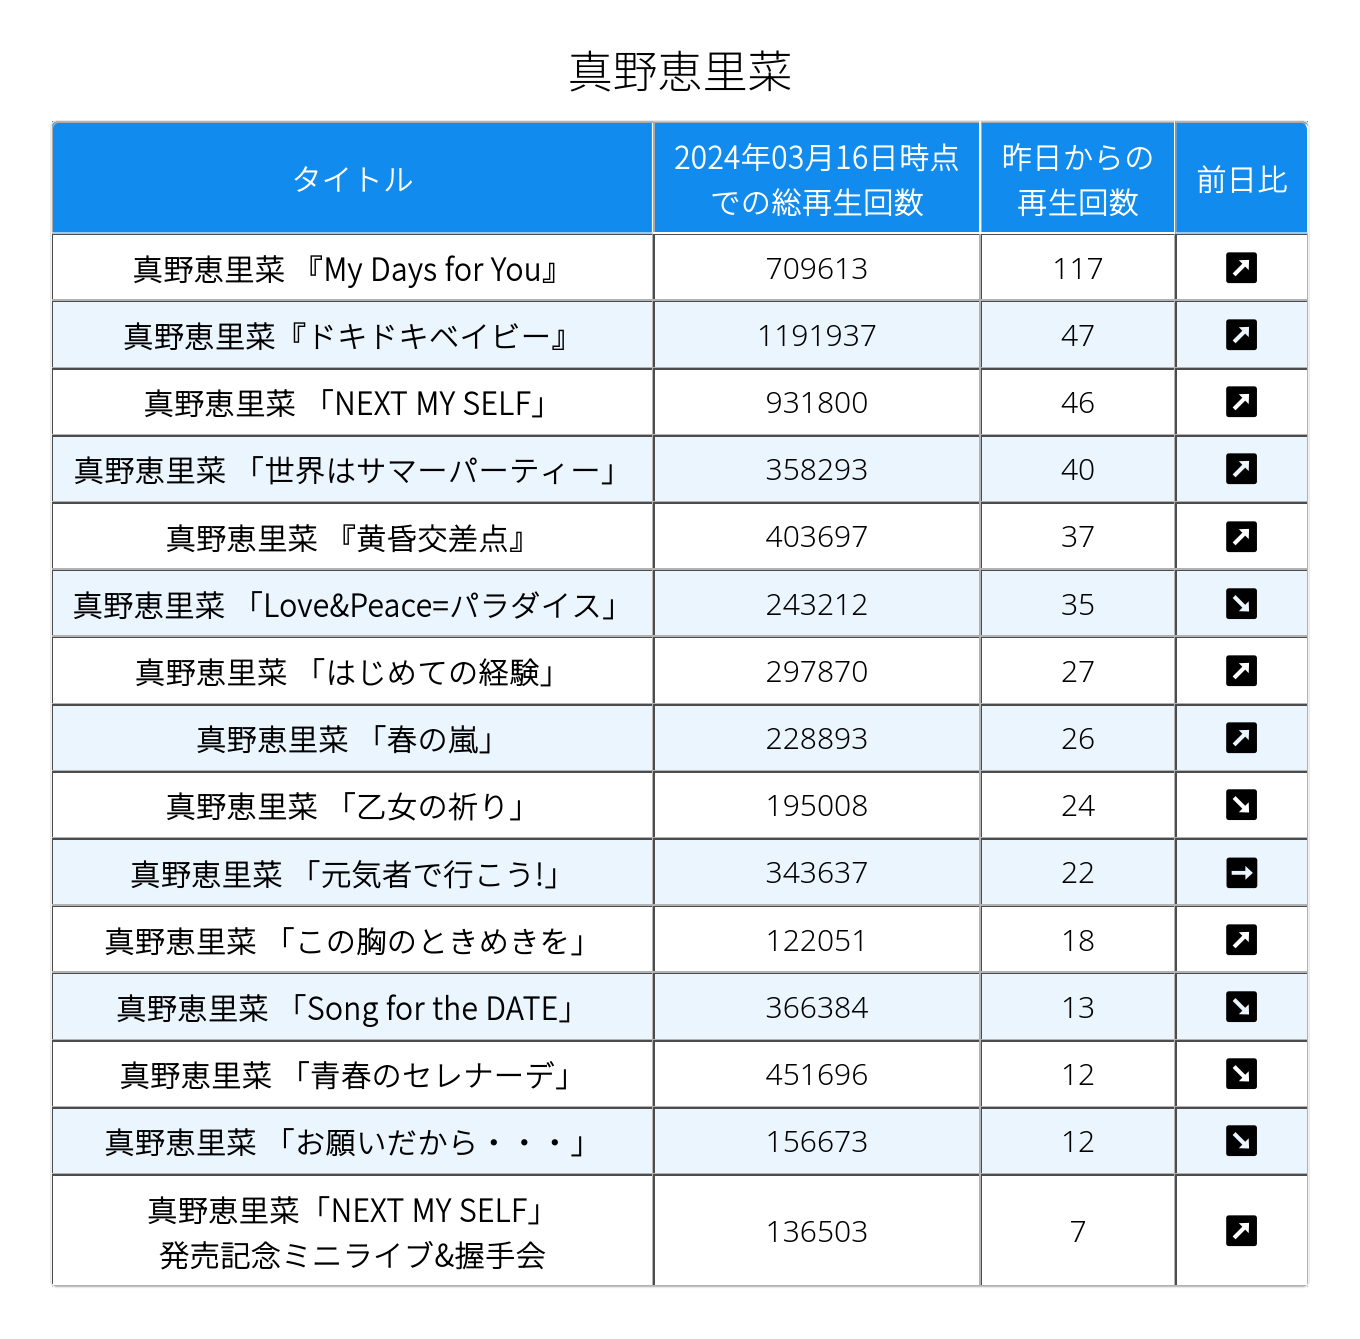 真野恵里菜
タイトル
2024年03月16日時点
での総再生回数
昨日からの
再生回数
前日比
真野恵里菜 『My Days for You』 709613 117 ↗
真野恵里菜『ドキドキベイビー』 1191937 47 ↗
真野恵里菜 「NEXT MY SELF」 931800 46 ↗
真野恵里菜 「世界はサマーパーティー」 358293 40 ↗
真野恵里菜 『黄昏交差点』 403697 37 ↗
真野恵里菜 「Love&Peace=パラダイス」 243212 35 ↘
真野恵里菜 「はじめての経験」 297870 27 ↗
真野恵里菜 「春の嵐」 228893 26 ↗
真野恵里菜 「乙女の祈り」 195008 24 ↘
真野恵里菜 「元気者で行こう!」 343637 22 →
真野恵里菜 「この胸のときめきを」 122051 18 ↗
真野恵里菜 「Song for the DATE」 366384 13 ↘
真野恵里菜 「青春のセレナーデ」 451696 12 ↘
真野恵里菜 「お願いだから・・・」 156673 12 ↘
真野恵里菜「NEXT MY SELF」
発売記念ミニライブ&握手会 136503 7 ↗